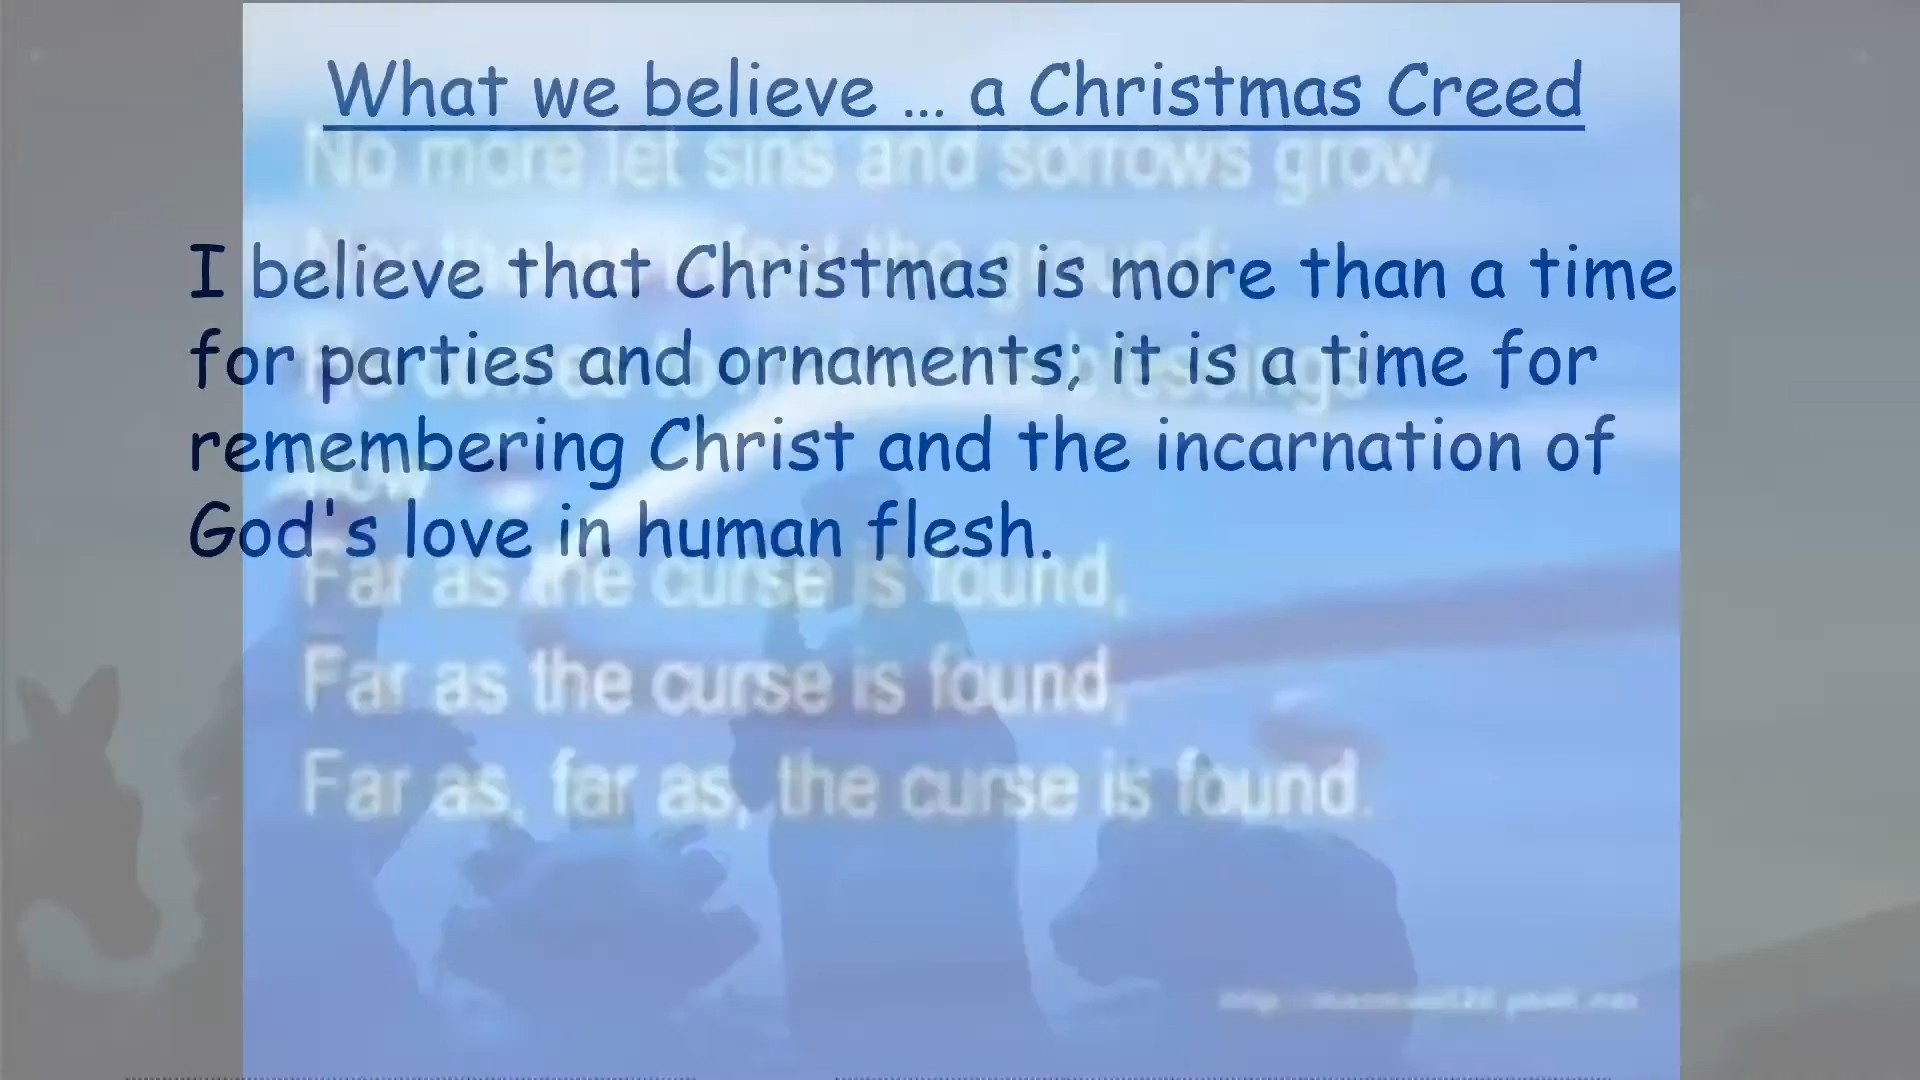 What we believe ... a Christmas Creed
No more let sins and sorrows grow,
I believe that Christmas is more than a time
for parties and ornaments; it is a time for
remembering Christ and the incarnation of
God's love in human flesh.
Far as the curse is found,
Far as the curse is found,
Far as, far as, the curse is found.